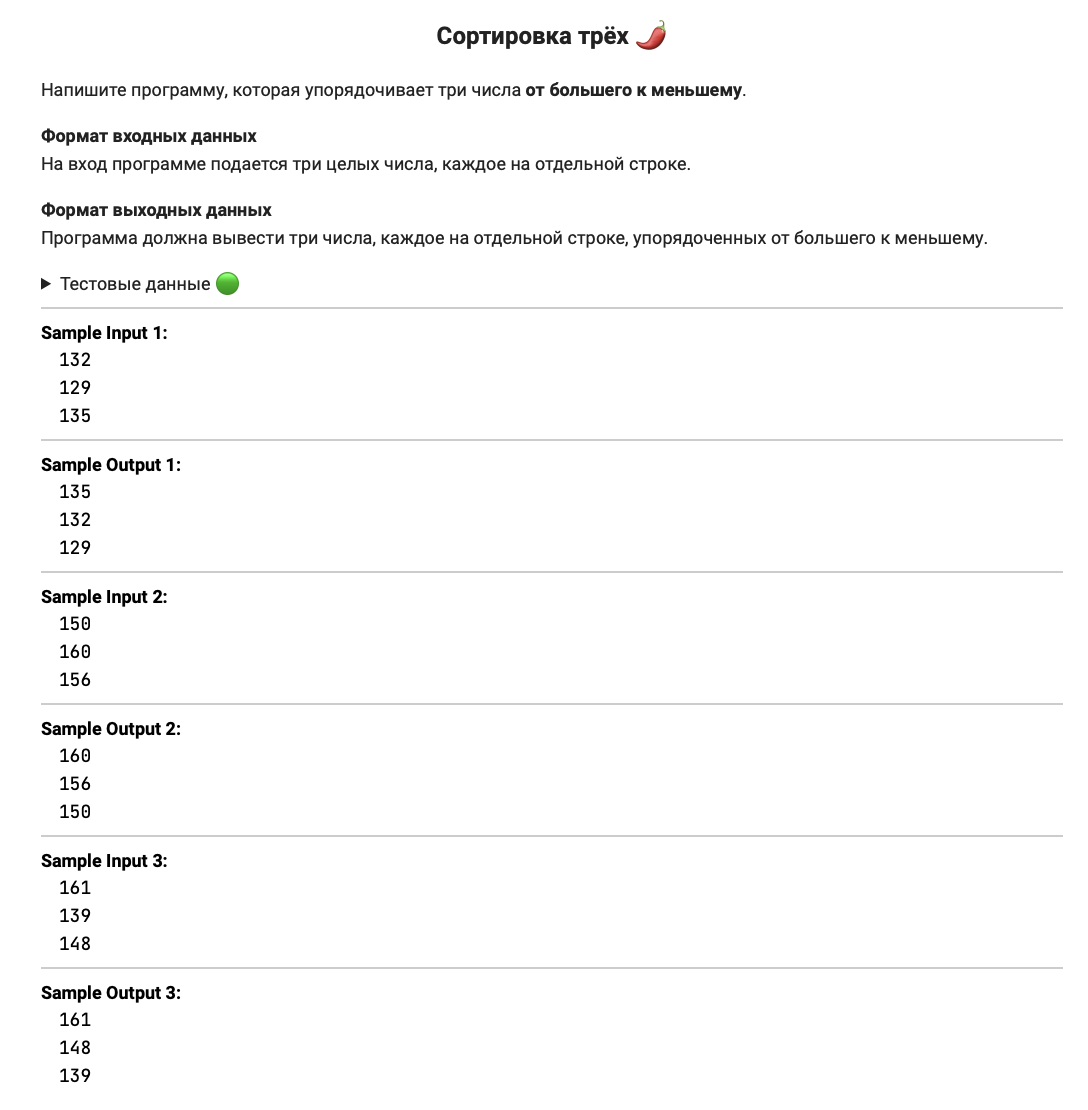 Сортировка трёх 🌶️
Напишите программу, которая упорядочивает три числа от большего к меньшему.
Формат входных данных
На вход программе подается три целых числа, каждое на отдельной строке.
Формат выходных данных
Программа должна вывести три числа, каждое на отдельной строке, упорядоченных от большего к меньшему.
Тестовые данные 🟢
Sample Input 1:
132
129
135
Sample Output 1:
135
132
129
Sample Input 2:
150
160
156
Sample Output 2:
160
156
150
Sample Input 3:
161
139
148
Sample Output 3:
161
148
139